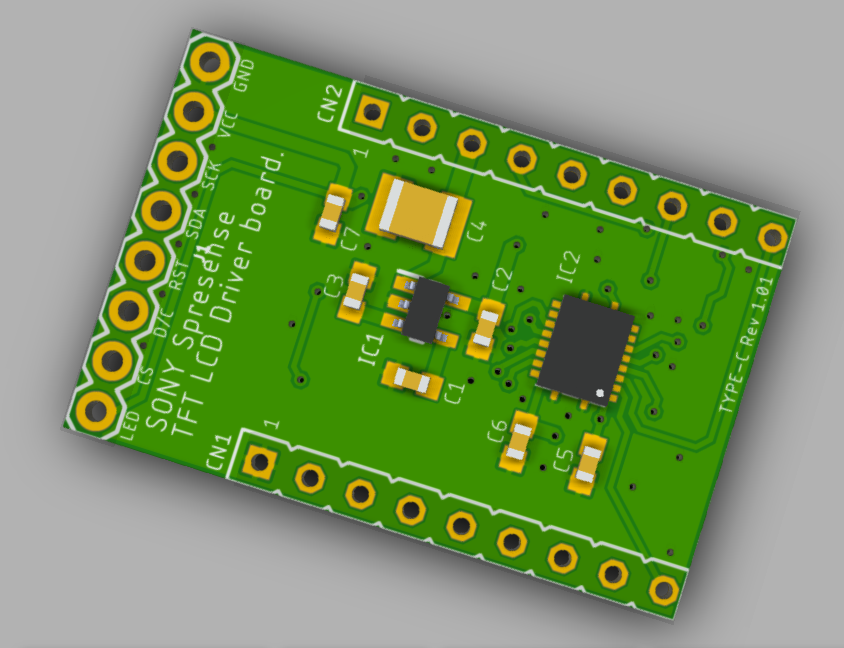 GND
VCC
SCK
SDA
RST
D/C
CS
LED
J1
SONY Spresense
TFT LCD Driver board.
CN2
1
C7
C4
C3
C2
IC2
IC1
C1
C6
C5
CN1
1
TYPE-C Rev 1.01